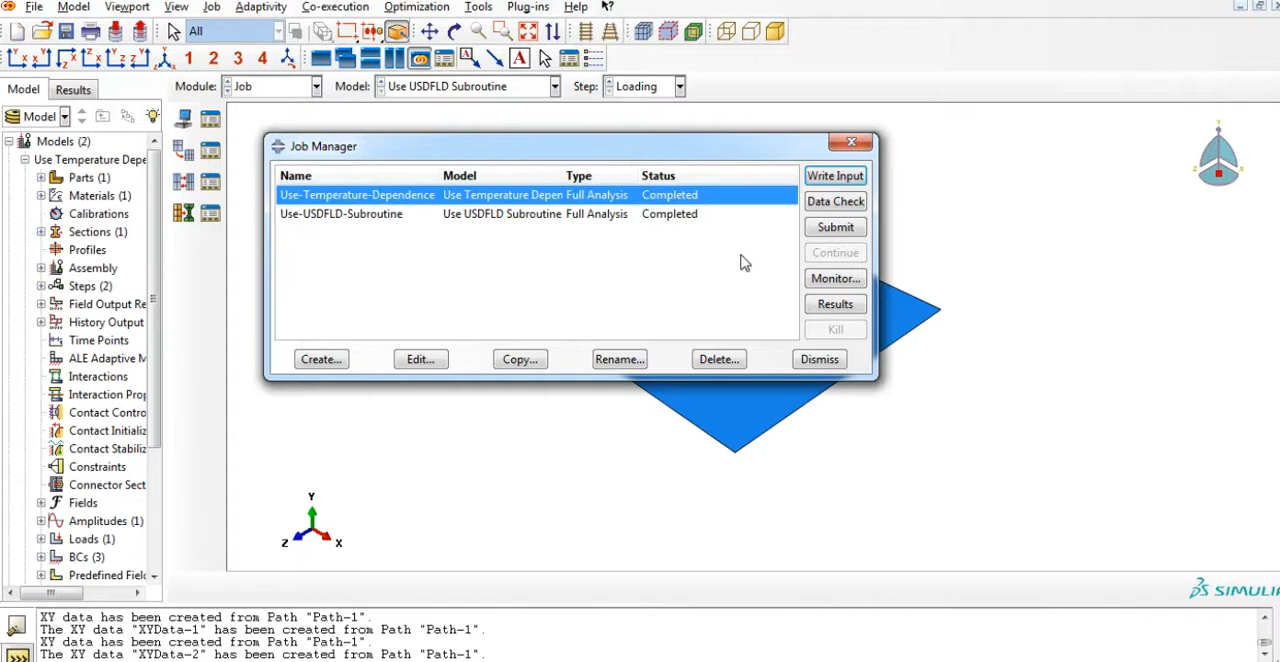 File Model Viewport View Job Adaptivity Co-execution Optimization Tools Plug-ins Help
All
1 2 3 4 A
Model Results Module: Job Model: Use USDFLD Subroutine Step: Loading
Model
Models (2)
Use Temperature Depe
Parts (1)
Materials (1)
Calibrations
Sections (1)
Profiles
Assembly
Steps (2)
Field Output Re
History Output
Time Points
ALE Adaptive M
Interactions
Interaction Prop
Contact Contro
Contact Initializ
Contact Stabiliz
Constraints
Connector Sect
Fields
Amplitudes (1)
Loads (1)
BCs (3)
Predefined Field
Job Manager
Name Model Type Status
Use-Temperature-Dependence Use Temperature Depen Full Analysis Completed
Use-USDFLD-Subroutine Use USDFLD Subroutine Full Analysis Completed
Write Input
Data Check
Submit
Continue
Monitor...
Results
Kill
Create... Edit... Copy... Rename... Delete... Dismiss
Y
Z X
Y
Z X
SIMULIA
XY data has been created from Path "Path-1".
The XY data "XYData-1" has been created from Path "Path-1".
XY data has been created from Path "Path-1".
The XY data "XYData-2" has been created from Path "Path-1".